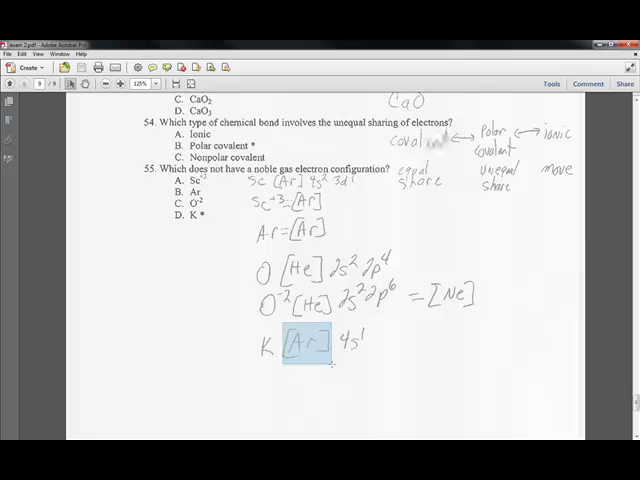 exam 2.pdf - Adobe Acrobat Pro
File Edit View Window Help
Create
9 / 9 125% Tools Comment Share
C. CaO₂ CaO
D. CaO₃
54. Which type of chemical bond involves the unequal sharing of electrons?
A. Ionic
B. Polar covalent *
C. Nonpolar covalent
covalent ↔ Polar covalent ↔ ionic
equal share unequal share move
55. Which does not have a noble gas electron configuration?
A. Sc⁺³
B. Ar
C. O⁻²
D. K *
Sc [Ar] 4s² 3d¹
Sc⁺³ = [Ar]
Ar = [Ar]
O [He] 2s² 2p⁴
O⁻² [He] 2s² 2p⁶ = [Ne]
K [Ar] 4s¹